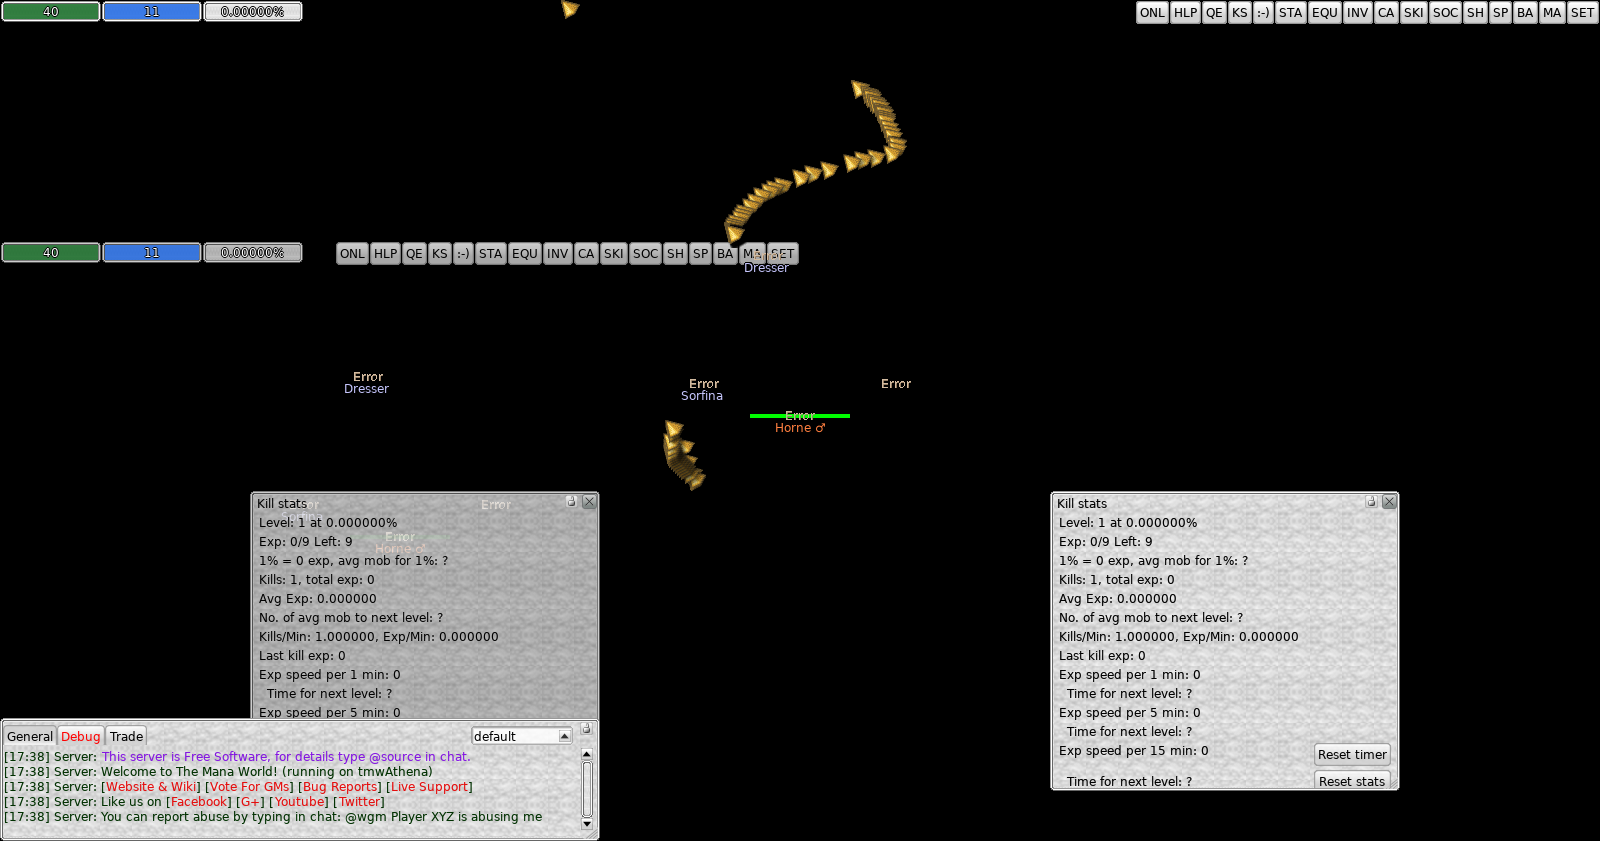 40 11 0.00000% ONL HLP QE KS :-) STA EQU INV CA SKI SOC SH SP BA MA SET
40 11 0.00000% ONL HLP QE KS :-) STA EQU INV CA SKI SOC SH SP BA MA SET
Dresser
Error
Dresser
Error
Sorfina
Error
Error
Horne ♂
Kill stats
Error
Sorfina
Error
Horne ♂
Level: 1 at 0.000000%
Exp: 0/9 Left: 9
1% = 0 exp, avg mob for 1%: ?
Kills: 1, total exp: 0
Avg Exp: 0.000000
No. of avg mob to next level: ?
Kills/Min: 1.000000, Exp/Min: 0.000000
Last kill exp: 0
Exp speed per 1 min: 0
Time for next level: ?
Exp speed per 5 min: 0
Kill stats
Level: 1 at 0.000000%
Exp: 0/9 Left: 9
1% = 0 exp, avg mob for 1%: ?
Kills: 1, total exp: 0
Avg Exp: 0.000000
No. of avg mob to next level: ?
Kills/Min: 1.000000, Exp/Min: 0.000000
Last kill exp: 0
Exp speed per 1 min: 0
Time for next level: ?
Exp speed per 5 min: 0
Time for next level: ?
Exp speed per 15 min: 0
Reset timer
Time for next level: ?
Reset stats
General Debug Trade default
[17:38] Server: This server is Free Software, for details type @source in chat.
[17:38] Server: Welcome to The Mana World! (running on tmwAthena)
[17:38] Server: [Website & Wiki] [Vote For GMs] [Bug Reports] [Live Support]
[17:38] Server: Like us on [Facebook] [G+] [Youtube] [Twitter]
[17:38] Server: You can report abuse by typing in chat: @wgm Player XYZ is abusing me